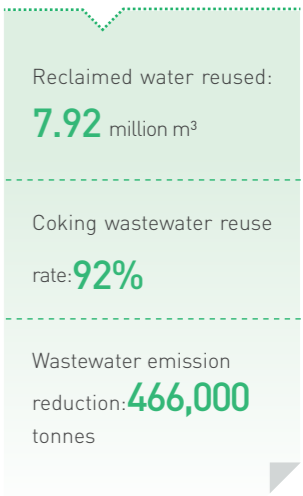 Reclaimed water reused:
7.92 million m³
Coking wastewater reuse
rate:92%
Wastewater emission
reduction:466,000
tonnes